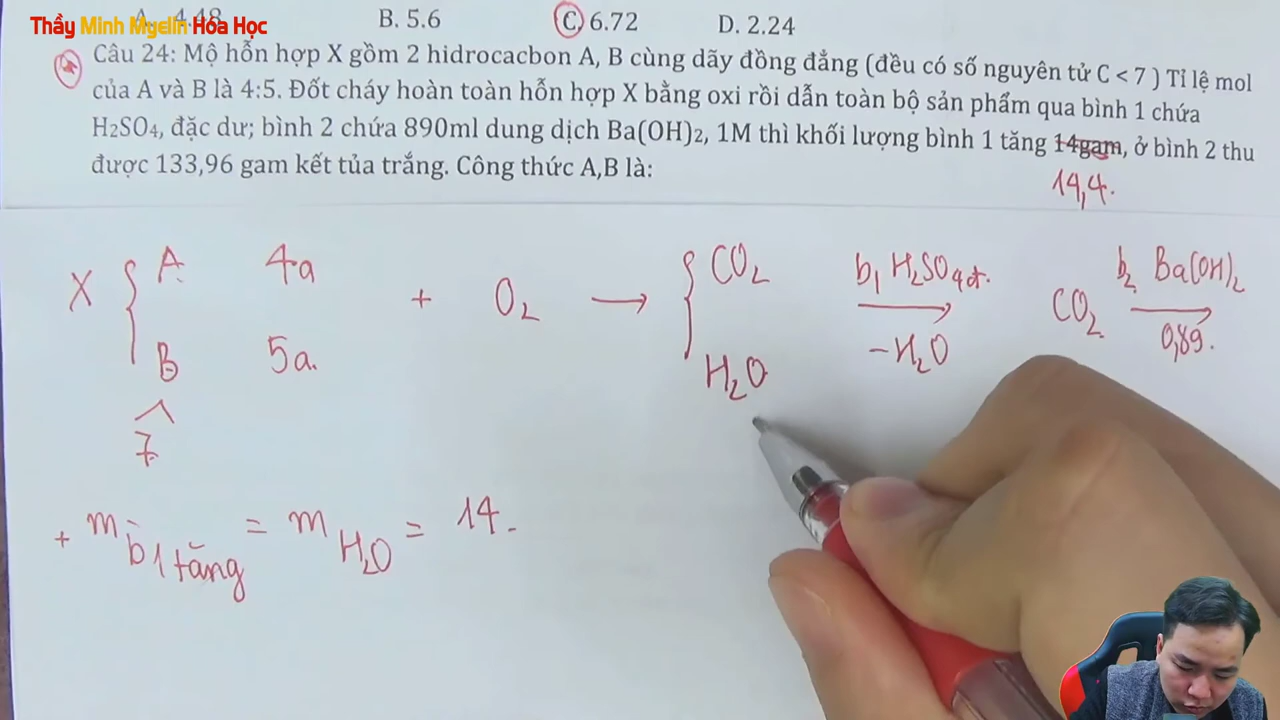 Thầy Minh Myelin Hóa Học
A. 4.48 B. 5.6 C. 6.72 D. 2.24
Câu 24: Mộ hỗn hợp X gồm 2 hidrocacbon A, B cùng dãy đồng đẳng (đều có số nguyên tử C < 7 ) Tỉ lệ mol
của A và B là 4:5. Đốt cháy hoàn toàn hỗn hợp X bằng oxi rồi dẫn toàn bộ sản phẩm qua bình 1 chứa
H₂SO₄, đặc dư; bình 2 chứa 890ml dung dịch Ba(OH)₂, 1M thì khối lượng bình 1 tăng 14gam, ở bình 2 thu
được 133,96 gam kết tủa trắng. Công thức A,B là:
14,4.
X { A 4a
B 5a.
^
7
+ O₂ → { CO₂
H₂O
b₁ H₂SO₄đ.
-H₂O
CO₂
b₂ Ba(OH)₂
0,89.
+ m b̀1 tăng = m H₂O = 14.